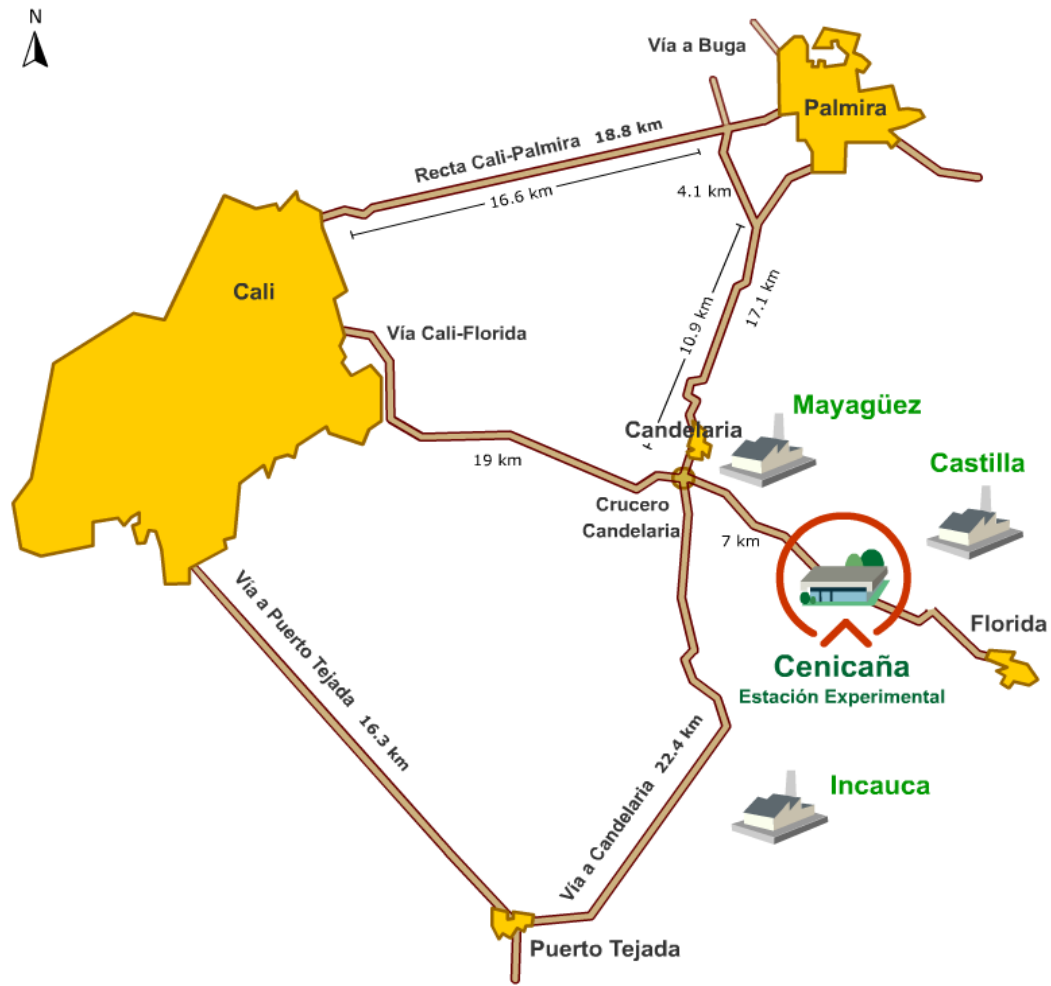 N
Vía a Buga
Palmira
Recta Cali-Palmira 18.8 km
16.6 km
4.1 km
Cali
17.1 km
10.9 km
Vía Cali-Florida
Mayagüez
Candelaria
Castilla
19 km
Crucero
Candelaria
7 km
Vía a Puerto Tejada 16.3 km
Florida
Cenicaña
Estación Experimental
Vía a Candelaria 22.4 km
Incauca
Puerto Tejada